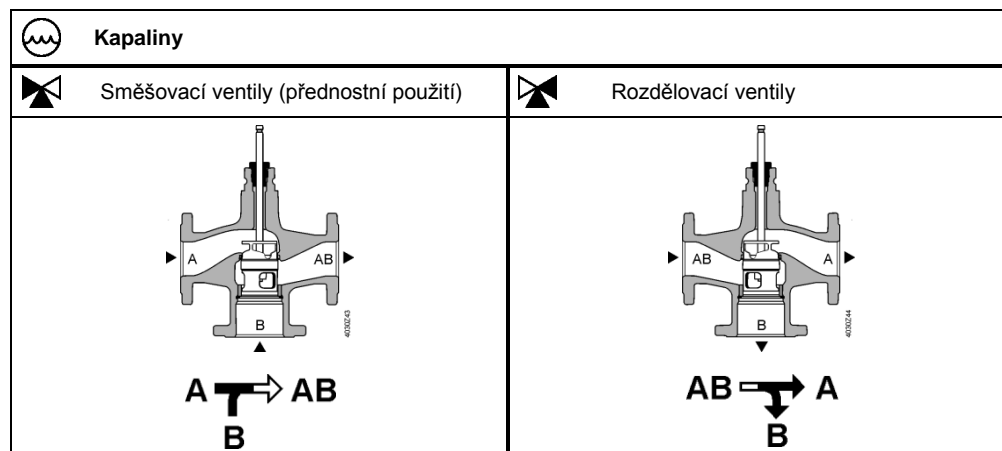 Kapaliny
Směšovací ventily (přednostní použití)
Rozdělovací ventily
A
AB
B
4030Z43
AB
A
B
4030Z44
A AB
B
AB A
B